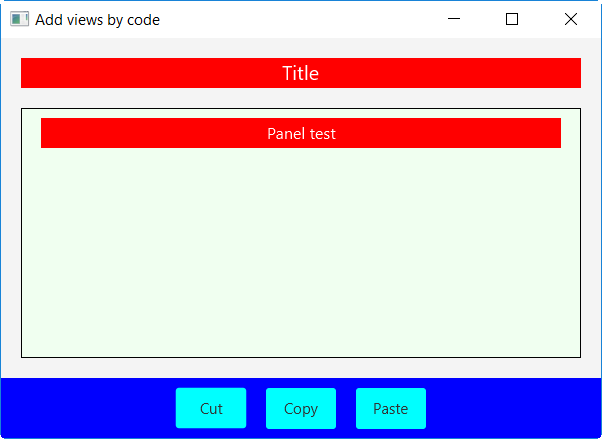 Add views by code
Title
Panel test
Cut Copy Paste